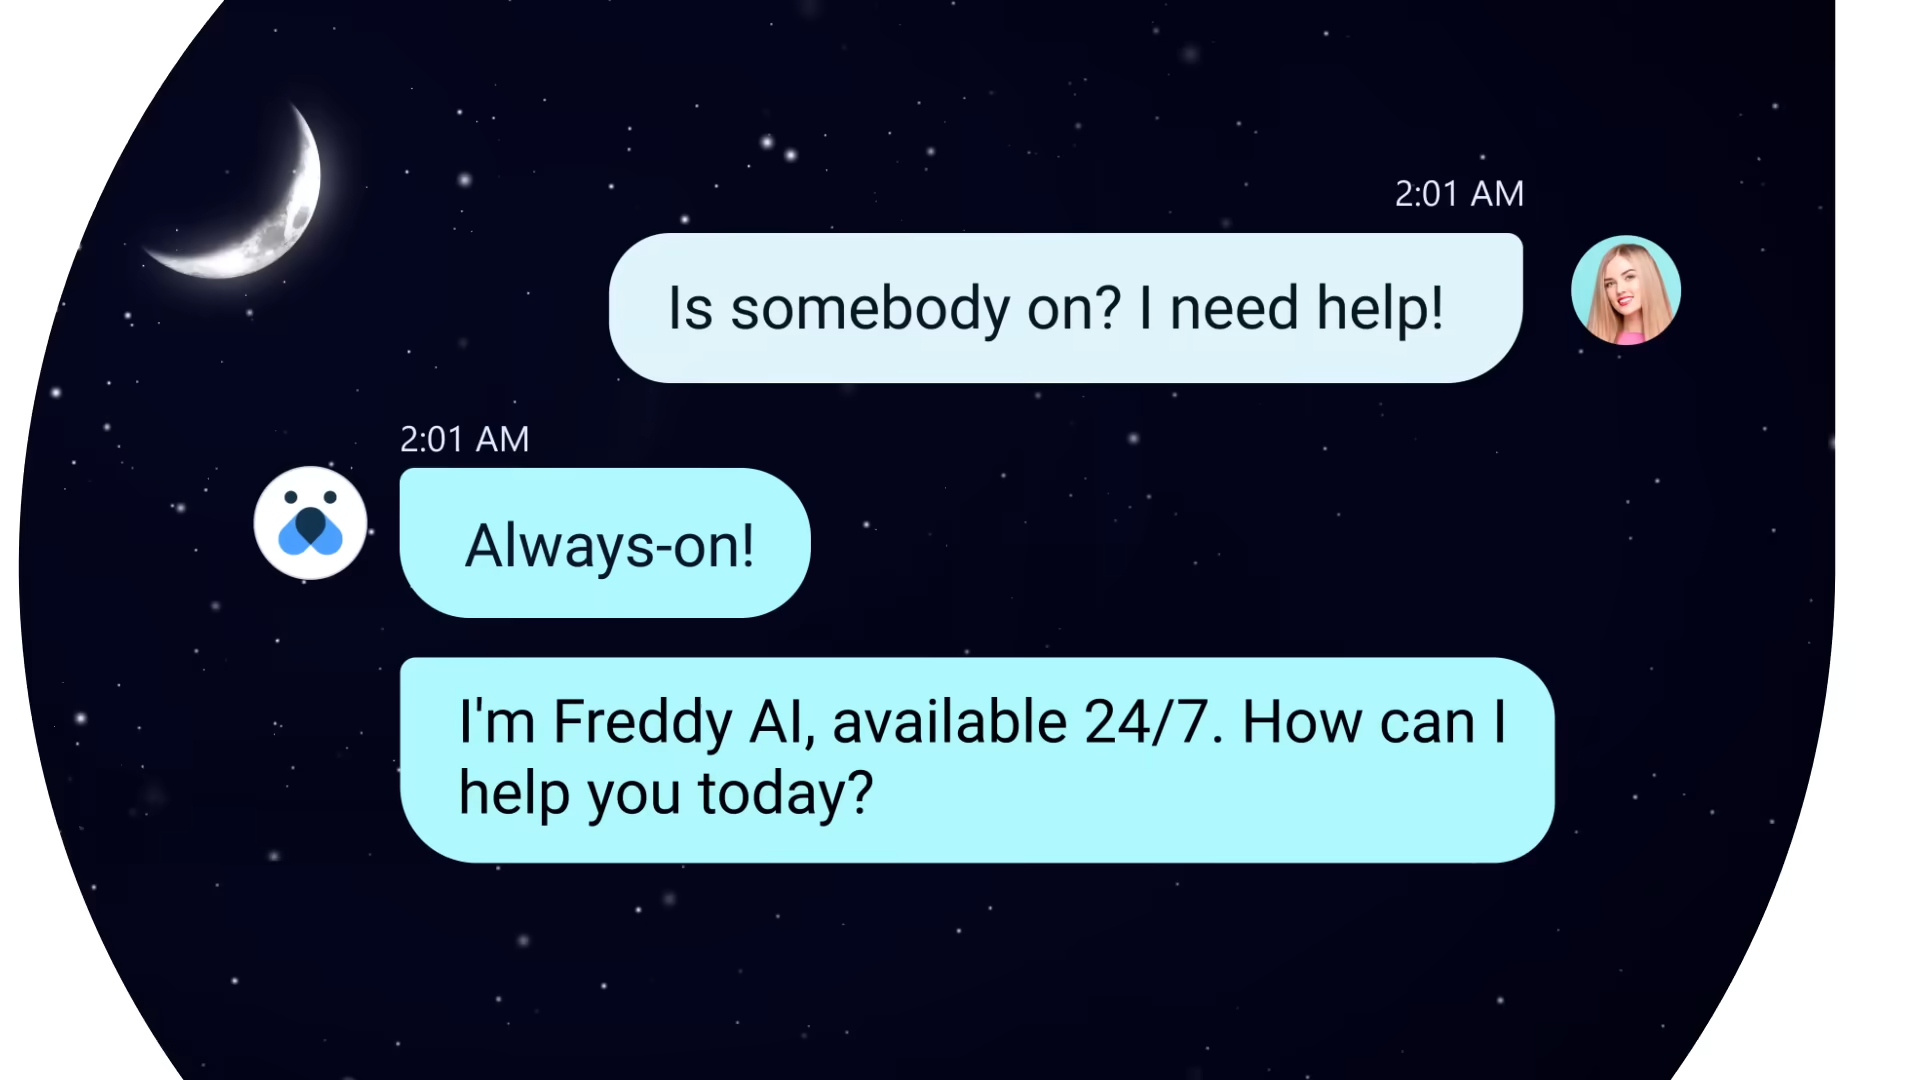 2:01 AM
Is somebody on? I need help!
2:01 AM
Always-on!
I'm Freddy AI, available 24/7. How can I
help you today?